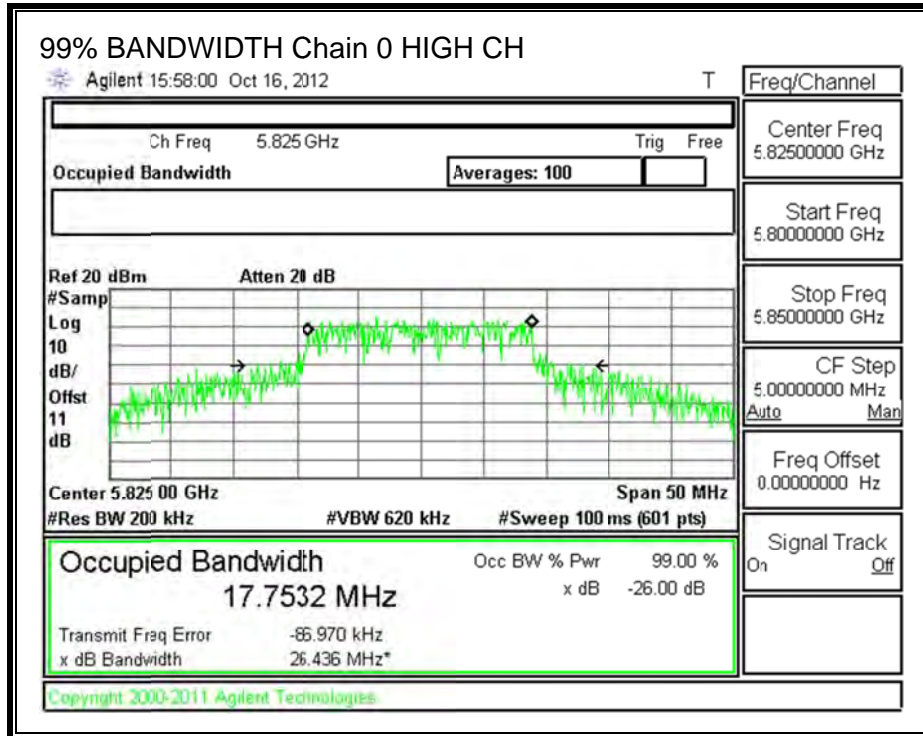 99% BANDWIDTH Chain 0 HIGH CH
Agilent 15:58:00 Oct 16, 2012 T
Freq/Channel
Ch Freq 5.825 GHz Trig Free
Occupied Bandwidth Averages: 100
Center Freq
5.82500000 GHz
Start Freq
5.80000000 GHz
Stop Freq
5.85000000 GHz
CF Step
5.00000000 MHz
Auto Man
Freq Offset
0.00000000 Hz
Signal Track
On Off
Ref 20 dBm Atten 20 dB
#Samp
Log
10
dB/
Offst
11
dB
Center 5.825 00 GHz Span 50 MHz
#Res BW 200 kHz #VBW 620 kHz #Sweep 100 ms (601 pts)
Occupied Bandwidth Occ BW % Pwr 99.00 %
17.7532 MHz x dB -26.00 dB
Transmit Freq Error -86.970 kHz
x dB Bandwidth 26.436 MHz*
Copyright 2000-2011 Agilent Technologies